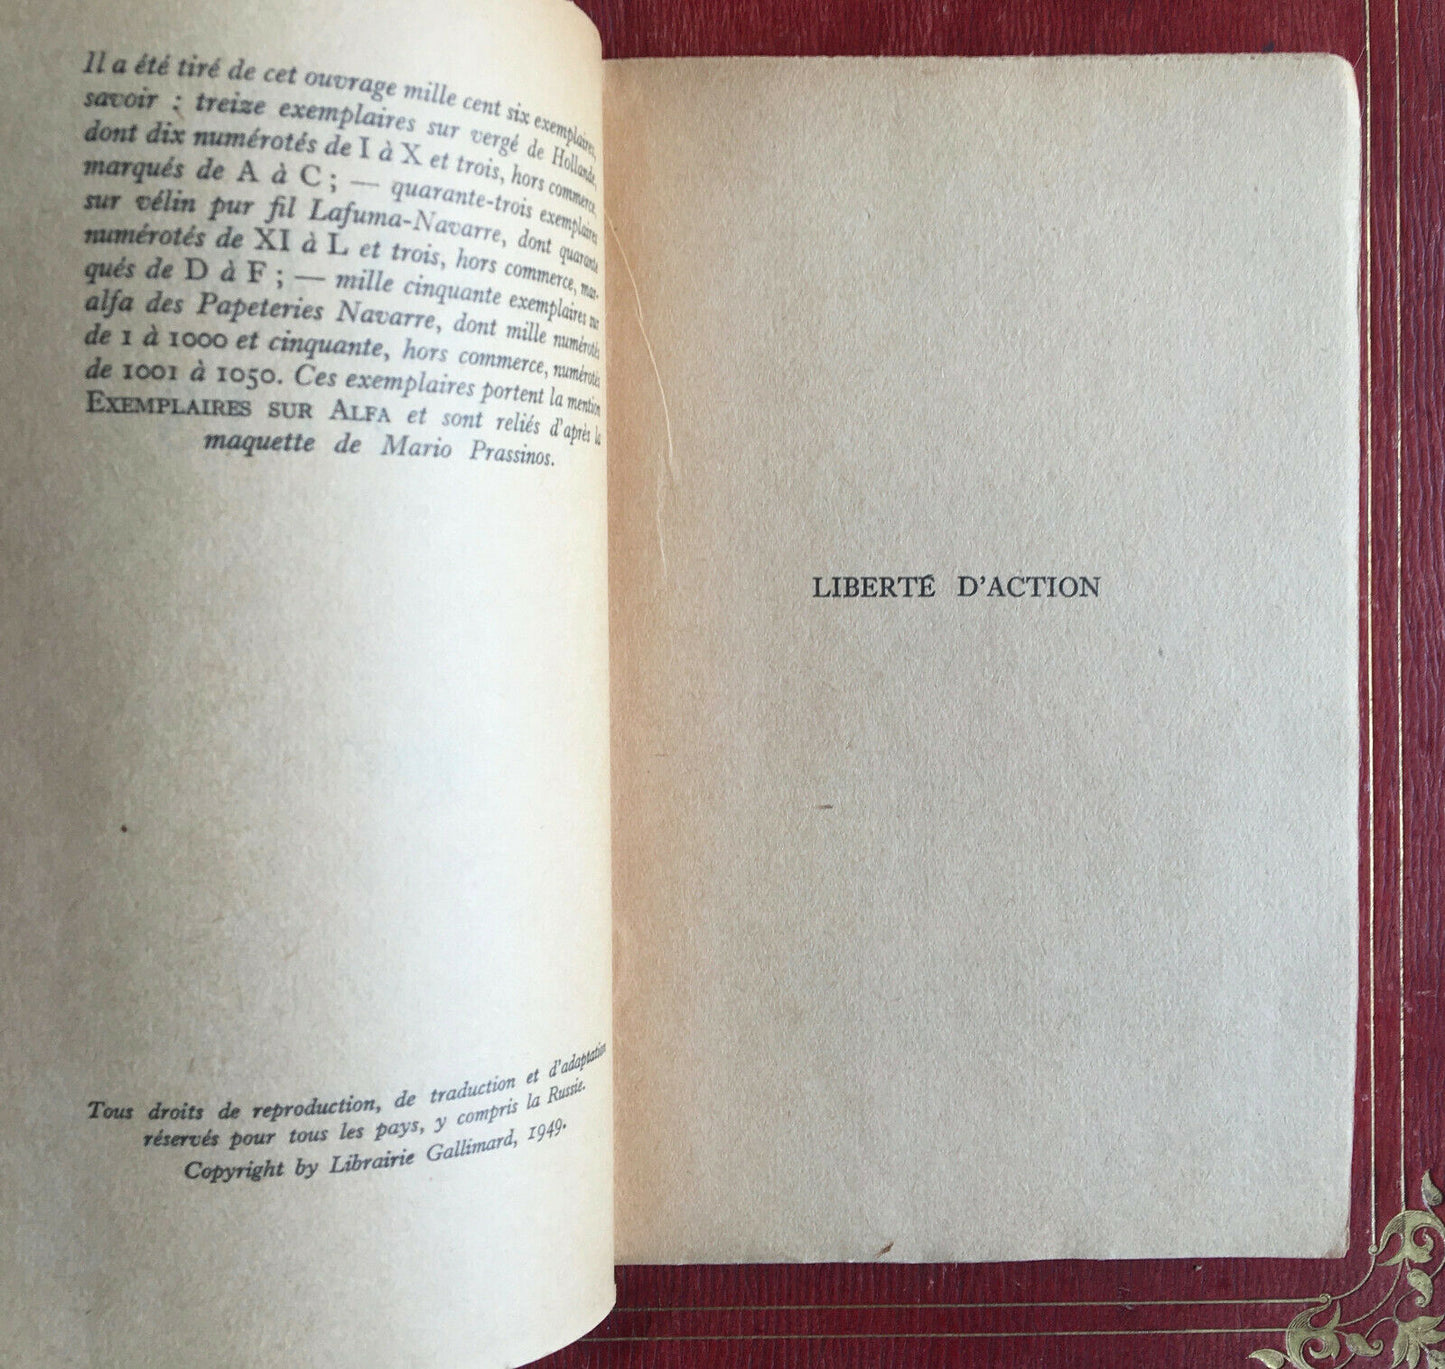 Il a été tiré de cet ouvrage mille cent six exemplaires,
savoir : treize exemplaires sur vergé de Hollande,
dont dix numérotés de I à X et trois, hors commerce,
marqués de A à C ; — quarante-trois exemplaires
sur vélin pur fil Lafuma-Navarre, dont quarante
numérotés de XI à L et trois, hors commerce, mar-
qués de D à F ; — mille cinquante exemplaires sur
alfa des Papeteries Navarre, dont mille numérotés
de 1 à 1000 et cinquante, hors commerce, numérotés
de 1001 à 1050. Ces exemplaires portent la mention
EXEMPLAIRES SUR ALFA et sont reliés d'après la
maquette de Mario Prassinos.
Tous droits de reproduction, de traduction et d'adaptation
réservés pour tous les pays, y compris la Russie.
Copyright by Librairie Gallimard, 1949.
LIBERTÉ D'ACTION